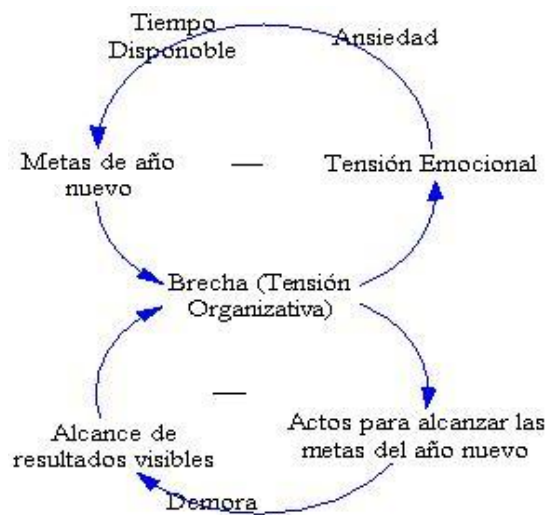 Tiempo
Disponoble
Ansiedad
Metas de año
nuevo
—
Tensión Emocional
Brecha (Tensión
Organizativa)
—
Alcance de
resultados visibles
Actos para alcanzar las
metas del año nuevo
Demora